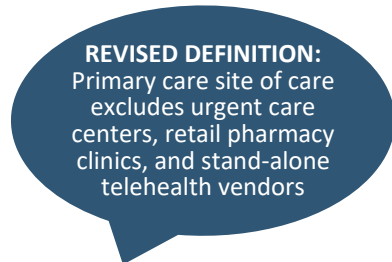 REVISED DEFINITION:
Primary care site of care
excludes urgent care
centers, retail pharmacy
clinics, and stand-alone
telehealth vendors